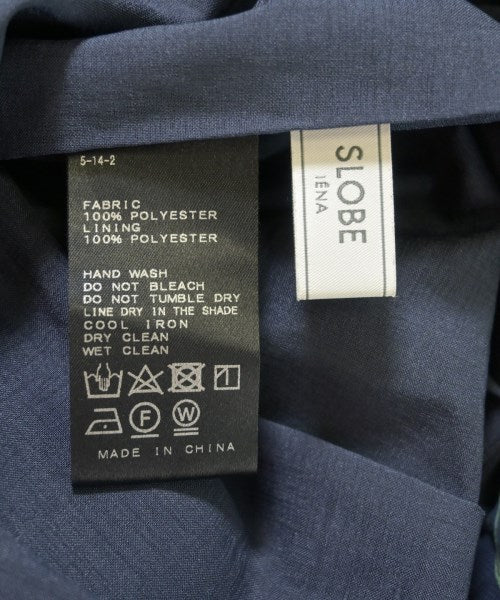 5-14-2
FABRIC
100% POLYESTER
LINING
100% POLYESTER
HAND WASH
DO NOT BLEACH
DO NOT TUMBLE DRY
LINE DRY IN THE SHADE
COOL IRON
DRY CLEAN
WET CLEAN
F W
MADE IN CHINA
SLOBE
IÉNA